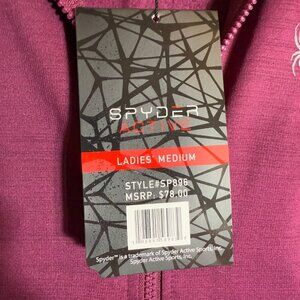 SPYDER
ACTIVE
LADIES' MEDIUM
STYLE#SP896
MSRP: $78.00
Spyder™ is a trademark of Spyder Active Sports, Inc.
Spyder Active Sports, Inc.